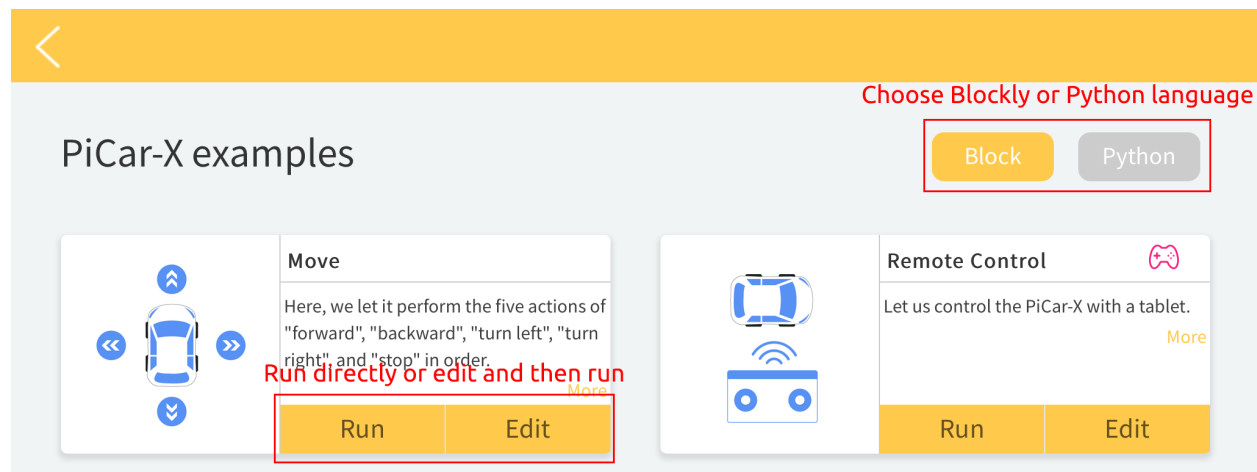 Choose Blockly or Python language
PiCar-X examples
Block
Python
Move
Here, we let it perform the five actions of
"forward", "backward", "turn left", "turn
right", and "stop" in order.
Run directly or edit and then run
More
Run
Edit
Remote Control
Let us control the PiCar-X with a tablet.
More
Run
Edit